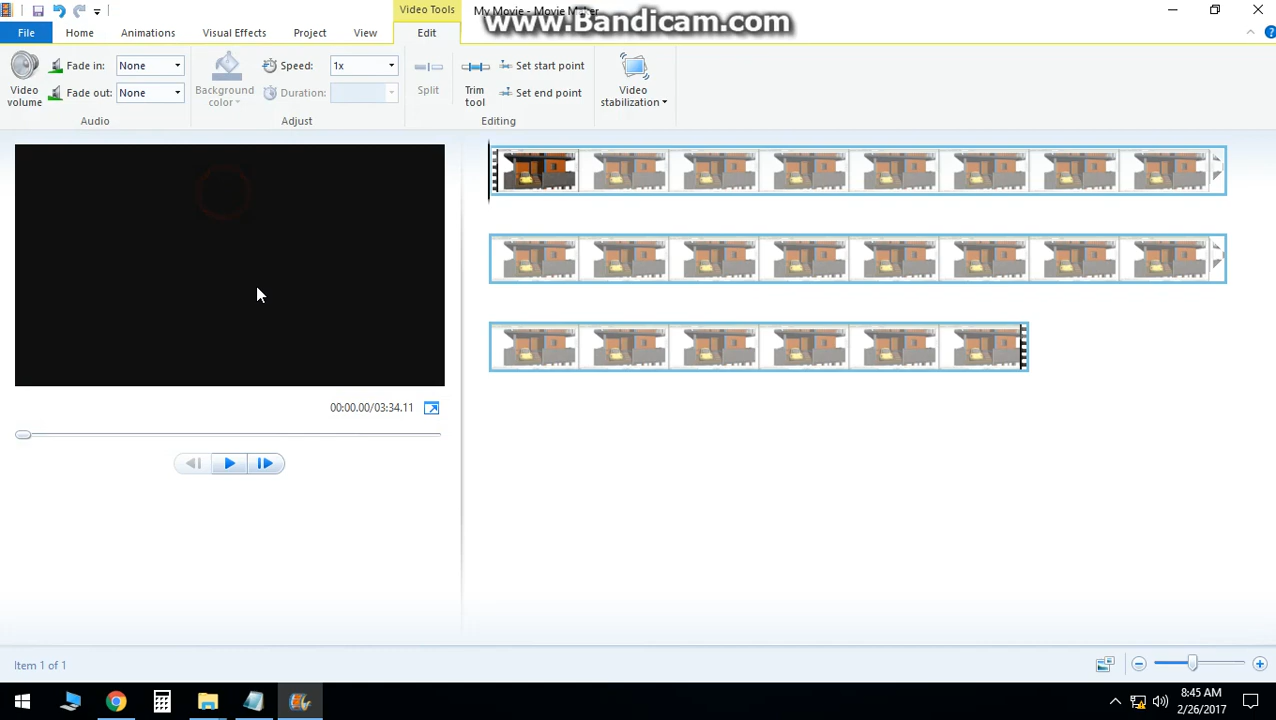 Video Tools
My Movie - Movie Maker
www.Bandicam.com
File
Home
Animations
Visual Effects
Project
View
Edit
Video volume
Fade in:
None
Fade out:
None
Audio
Background color
Speed:
1x
Duration:
Adjust
Split
Trim tool
Set start point
Set end point
Editing
Video stabilization
00:00.00/03:34.11
Item 1 of 1
8:45 AM
2/26/2017